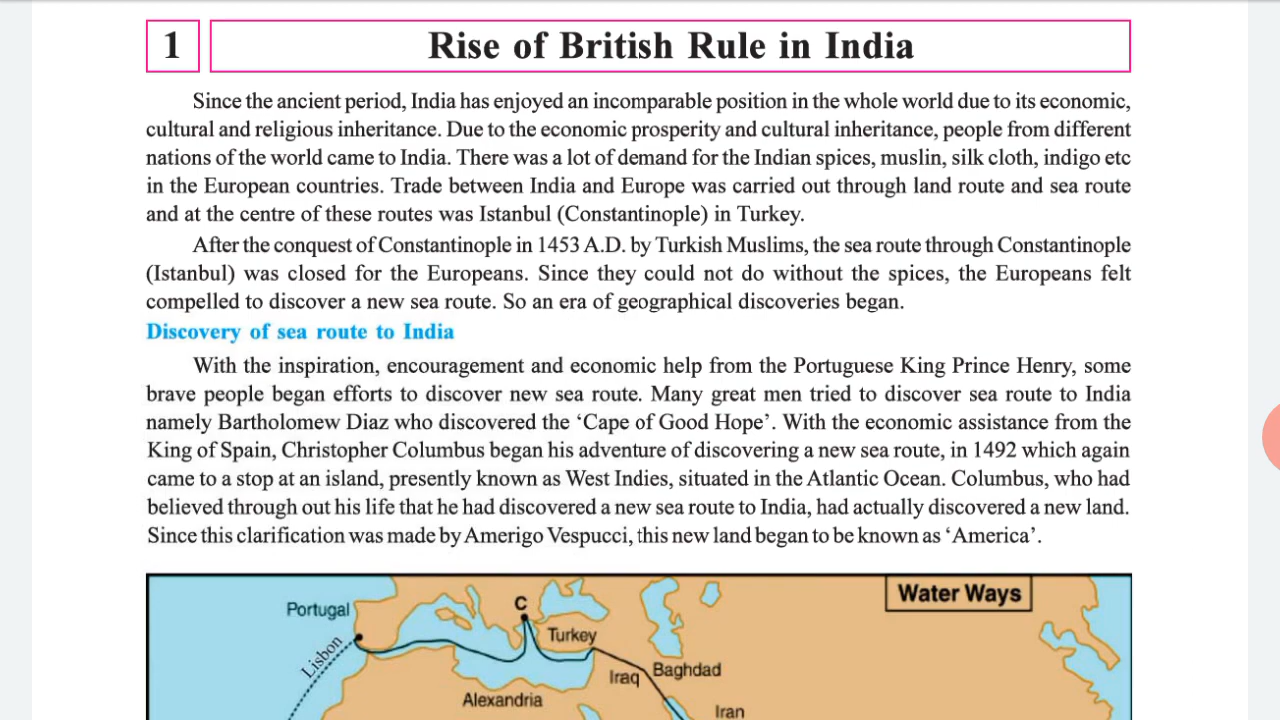 1 Rise of British Rule in India
Since the ancient period, India has enjoyed an incomparable position in the whole world due to its economic,
cultural and religious inheritance. Due to the economic prosperity and cultural inheritance, people from different
nations of the world came to India. There was a lot of demand for the Indian spices, muslin, silk cloth, indigo etc
in the European countries. Trade between India and Europe was carried out through land route and sea route
and at the centre of these routes was Istanbul (Constantinople) in Turkey.
After the conquest of Constantinople in 1453 A.D. by Turkish Muslims, the sea route through Constantinople
(Istanbul) was closed for the Europeans. Since they could not do without the spices, the Europeans felt
compelled to discover a new sea route. So an era of geographical discoveries began.
Discovery of sea route to India
With the inspiration, encouragement and economic help from the Portuguese King Prince Henry, some
brave people began efforts to discover new sea route. Many great men tried to discover sea route to India
namely Bartholomew Diaz who discovered the ‘Cape of Good Hope’. With the economic assistance from the
King of Spain, Christopher Columbus began his adventure of discovering a new sea route, in 1492 which again
came to a stop at an island, presently known as West Indies, situated in the Atlantic Ocean. Columbus, who had
believed through out his life that he had discovered a new sea route to India, had actually discovered a new land.
Since this clarification was made by Amerigo Vespucci, this new land began to be known as ‘America’.
Water Ways
C
Portugal
Turkey
Lisbon
Baghdad
Iraq
Alexandria
Iran